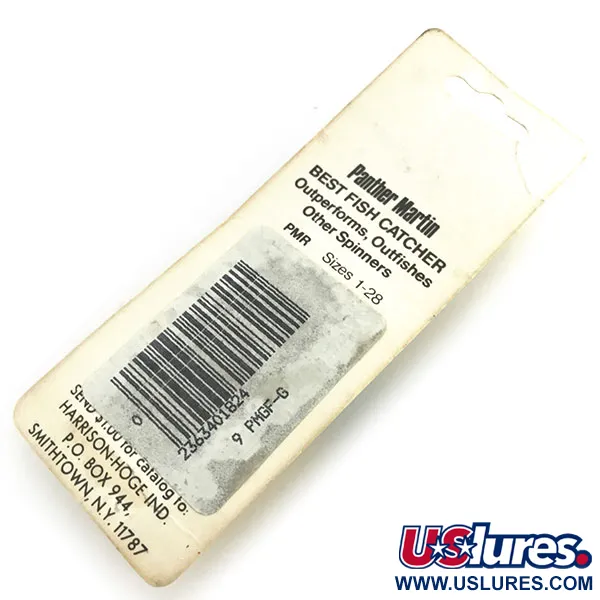 Panther Martin
BEST FISH CATCHER
Outperforms, Outfishes
Other Spinners
PMR Sizes 1-28
0
2363401824
9 PMGF-G
SEND $1.00 for catalog to:
HARRISON-HOGE IND.
P.O. BOX 944,
SMITHTOWN, N.Y. 11787
USlures.
WWW.USLURES.COM